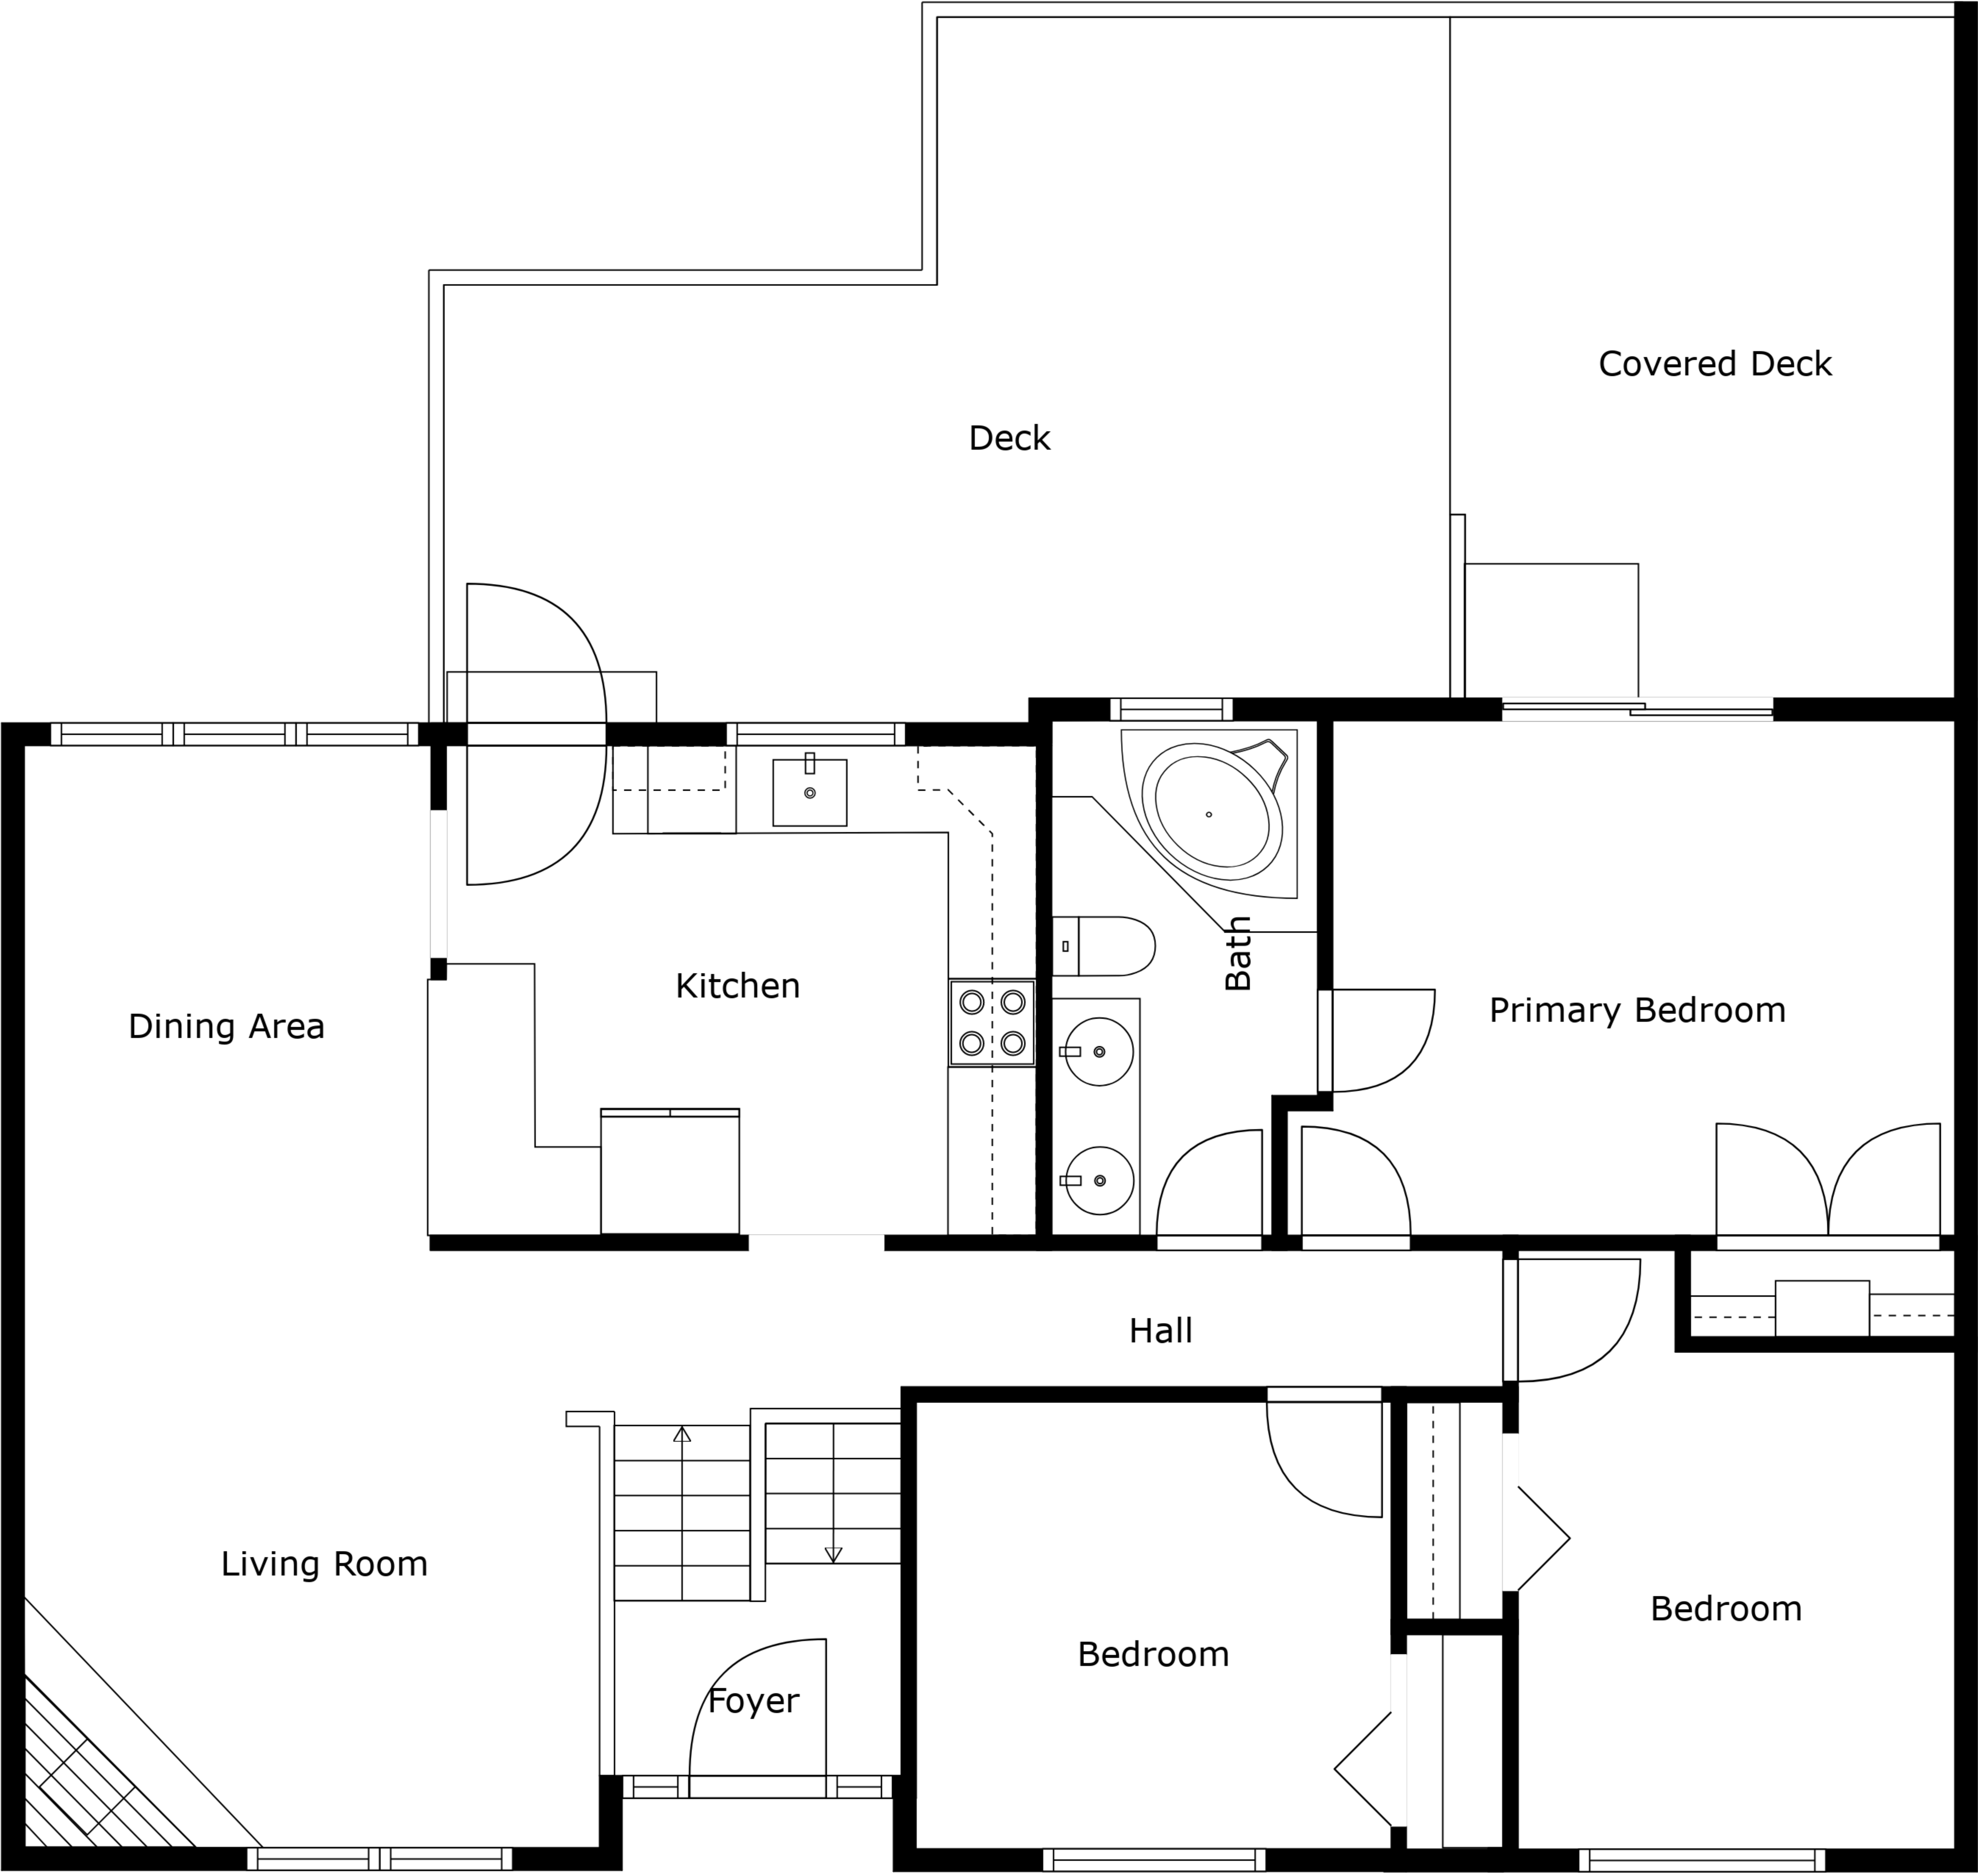 Covered Deck
Deck
Kitchen
Bath
Primary Bedroom
Dining Area
Hall
Living Room
Bedroom
Bedroom
Foyer